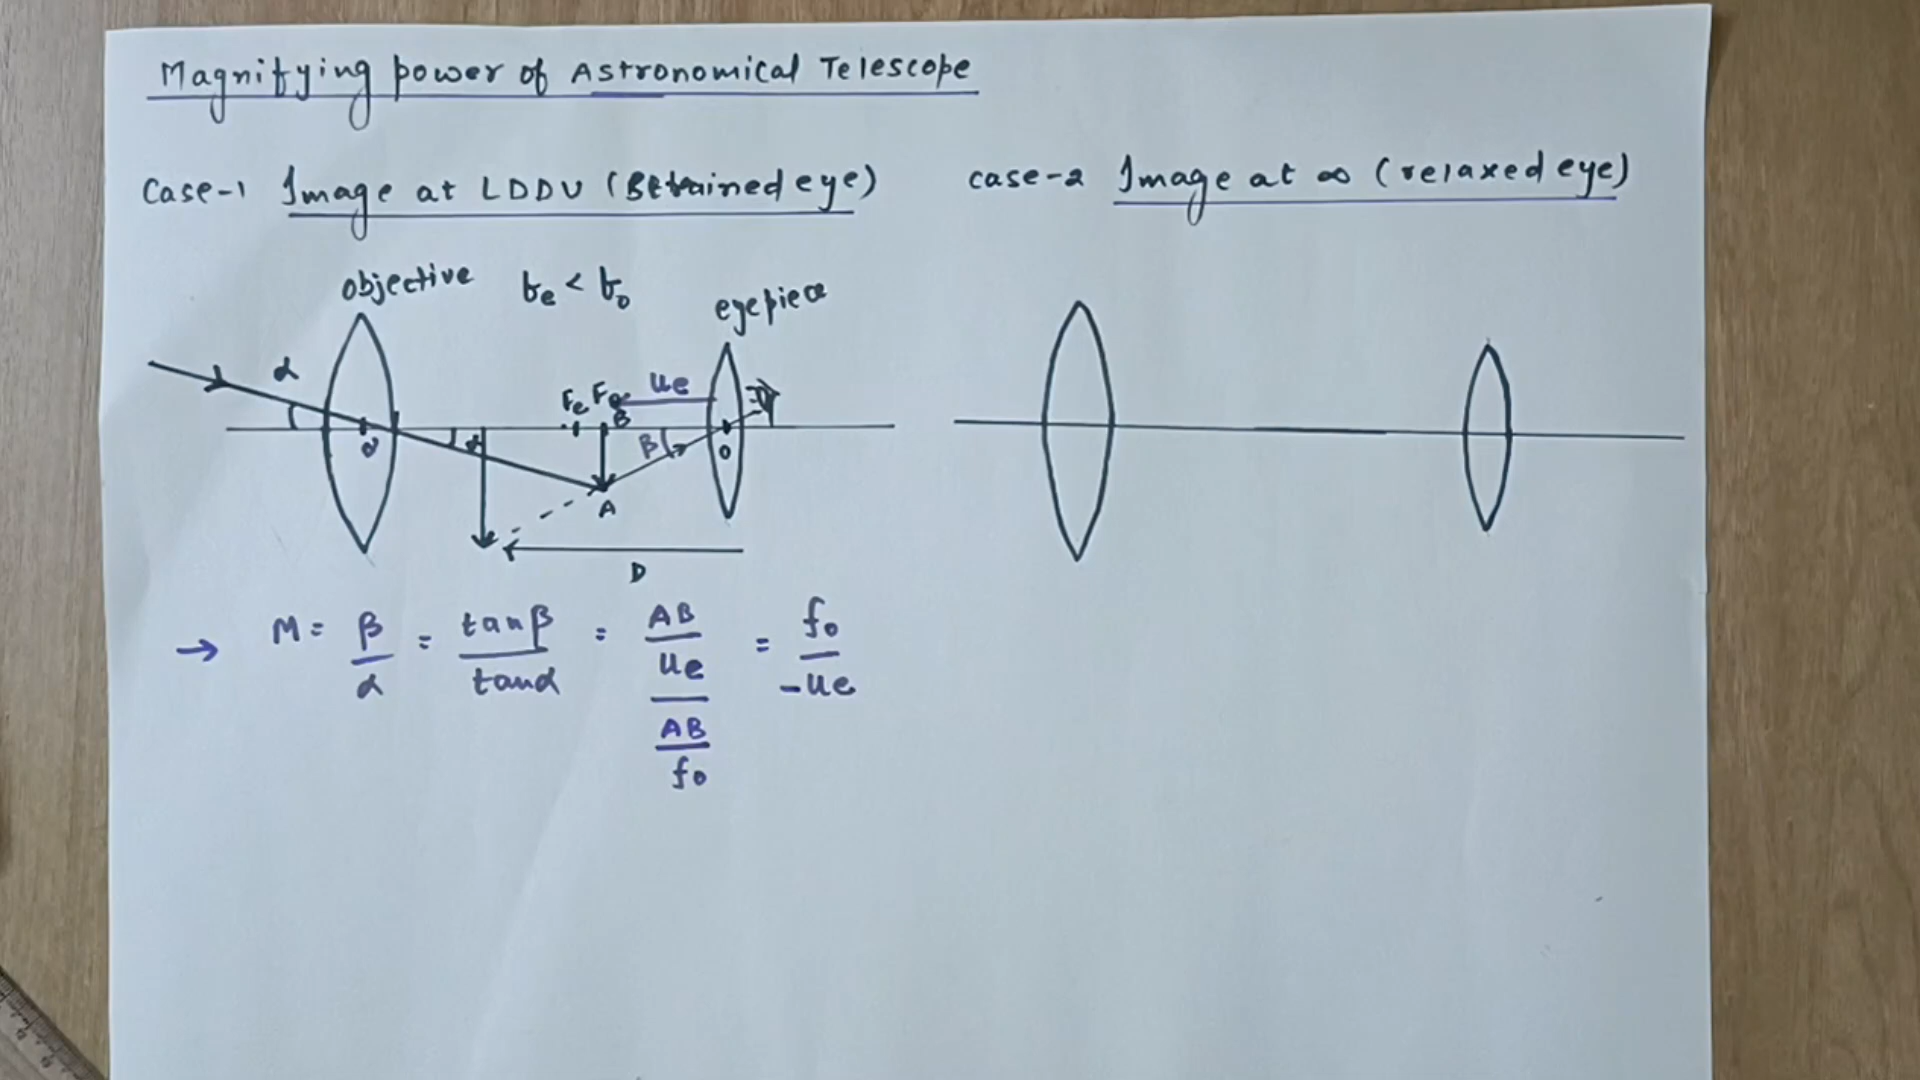 Magnifying power of Astronomical Telescope
Case-1 Image at LDDV (Strained eye)
case-2 Image at ∞ (relaxed eye)
objective fe < fo eyepiece
α
Fe Fo ue
B
α β O
A
D
→ M = β/α = tanβ/tanα = (AB/ue)/(AB/fo) = fo/-ue